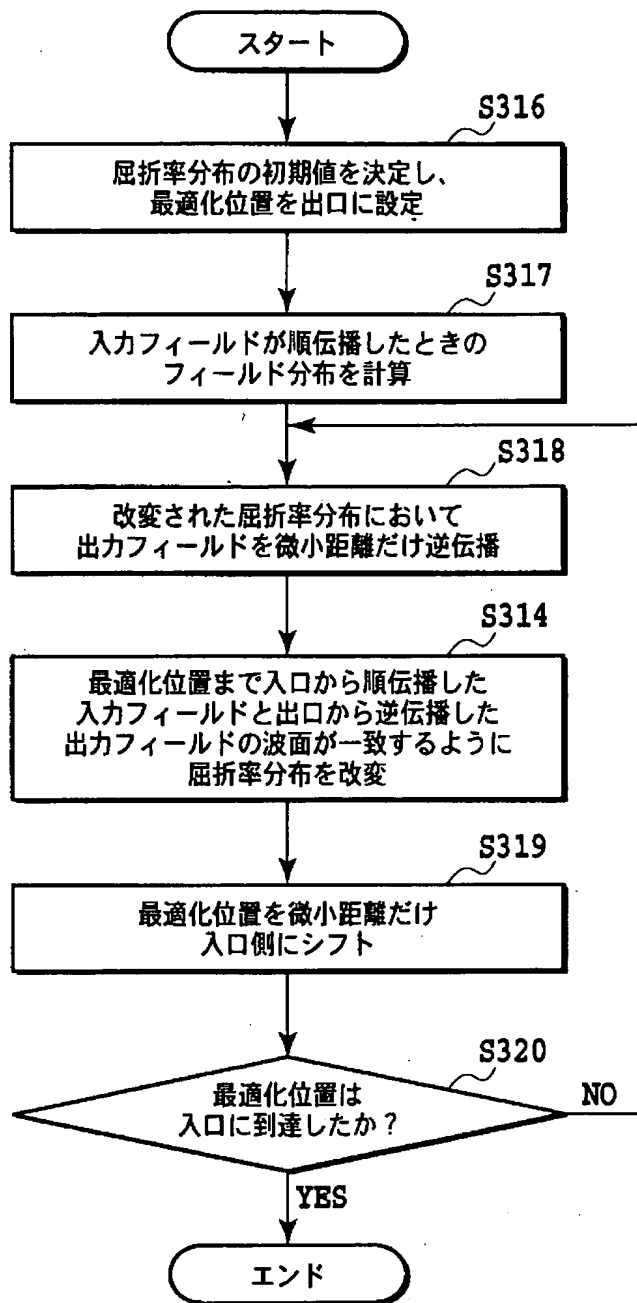 スタート
S316
屈折率分布の初期値を決定し、
最適化位置を出口に設定
S317
入力フィールドが順伝播したときの
フィールド分布を計算
S318
改変された屈折率分布において
出力フィールドを微小距離だけ逆伝播
S314
最適化位置まで入口から順伝播した
入力フィールドと出口から逆伝播した
出力フィールドの波面が一致するように
屈折率分布を改変
S319
最適化位置を微小距離だけ
入口側にシフト
S320
最適化位置は
入口に到達したか？
NO
YES
エンド